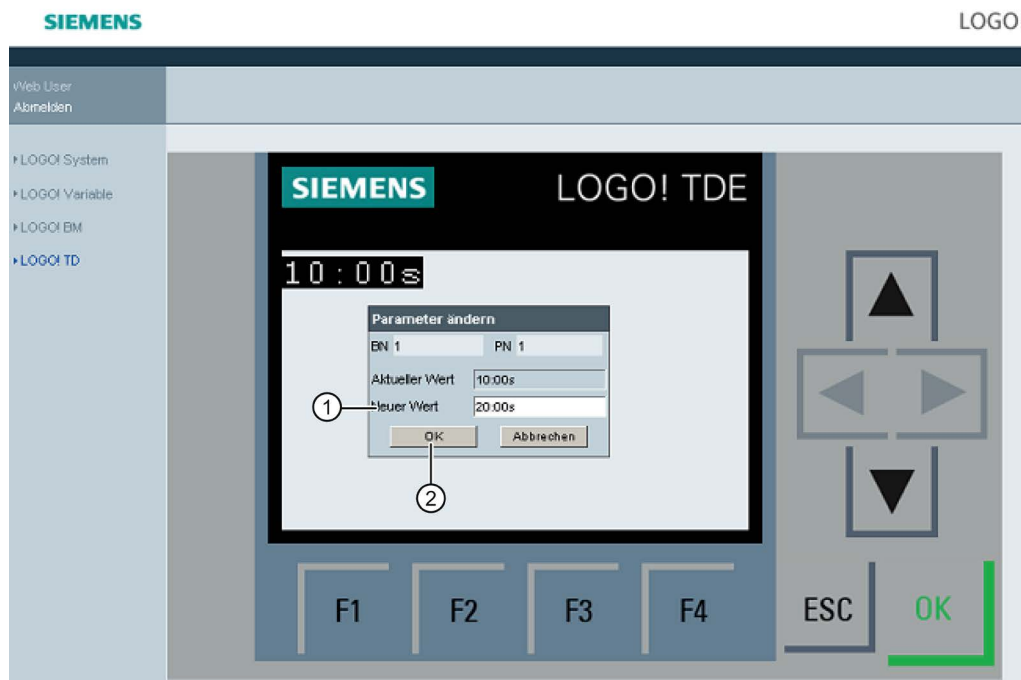 SIEMENS
LOGO
Web User
Abmelden
LOGO! System
LOGO! Variable
LOGO! BM
LOGO! TD
SIEMENS
LOGO! TDE
10:00s
Parameter ändern
BN 1 PN 1
Aktueller Wert 10:00s
1 Neuer Wert 20:00s
OK Abbrechen
2
F1 F2 F3 F4 ESC OK